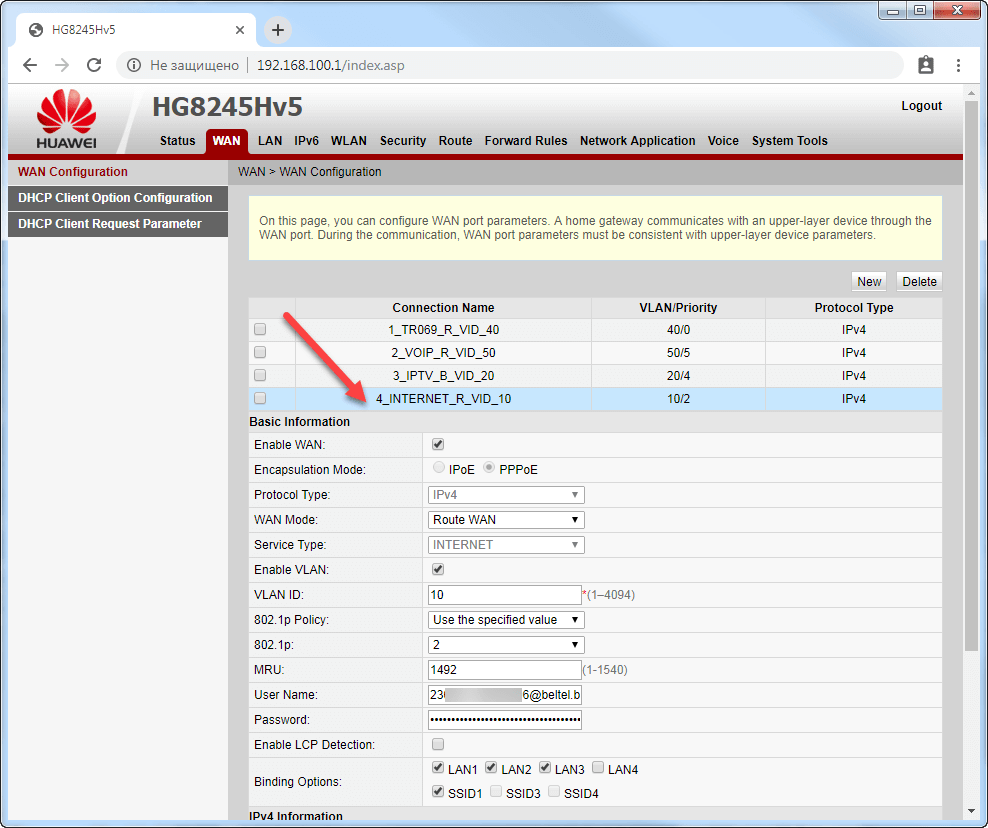 HG8245Hv5
Не защищено 192.168.100.1/index.asp
HUAWEI
HG8245Hv5
Logout
Status WAN LAN IPv6 WLAN Security Route Forward Rules Network Application Voice System Tools
WAN Configuration
DHCP Client Option Configuration
DHCP Client Request Parameter
WAN > WAN Configuration
On this page, you can configure WAN port parameters. A home gateway communicates with an upper-layer device through the
WAN port. During the communication, WAN port parameters must be consistent with upper-layer device parameters.
New Delete
Connection Name VLAN/Priority Protocol Type
1_TR069_R_VID_40 40/0 IPv4
2_VOIP_R_VID_50 50/5 IPv4
3_IPTV_B_VID_20 20/4 IPv4
4_INTERNET_R_VID_10 10/2 IPv4
Basic Information
Enable WAN:
Encapsulation Mode: IPoE PPPoE
Protocol Type: IPv4
WAN Mode: Route WAN
Service Type: INTERNET
Enable VLAN:
VLAN ID: 10 *(1–4094)
802.1p Policy: Use the specified value
802.1p: 2
MRU: 1492 (1-1540)
User Name: 230 6@beltel.b
Password:
Enable LCP Detection:
Binding Options: LAN1 LAN2 LAN3 LAN4
SSID1 SSID3 SSID4
IPv4 Information